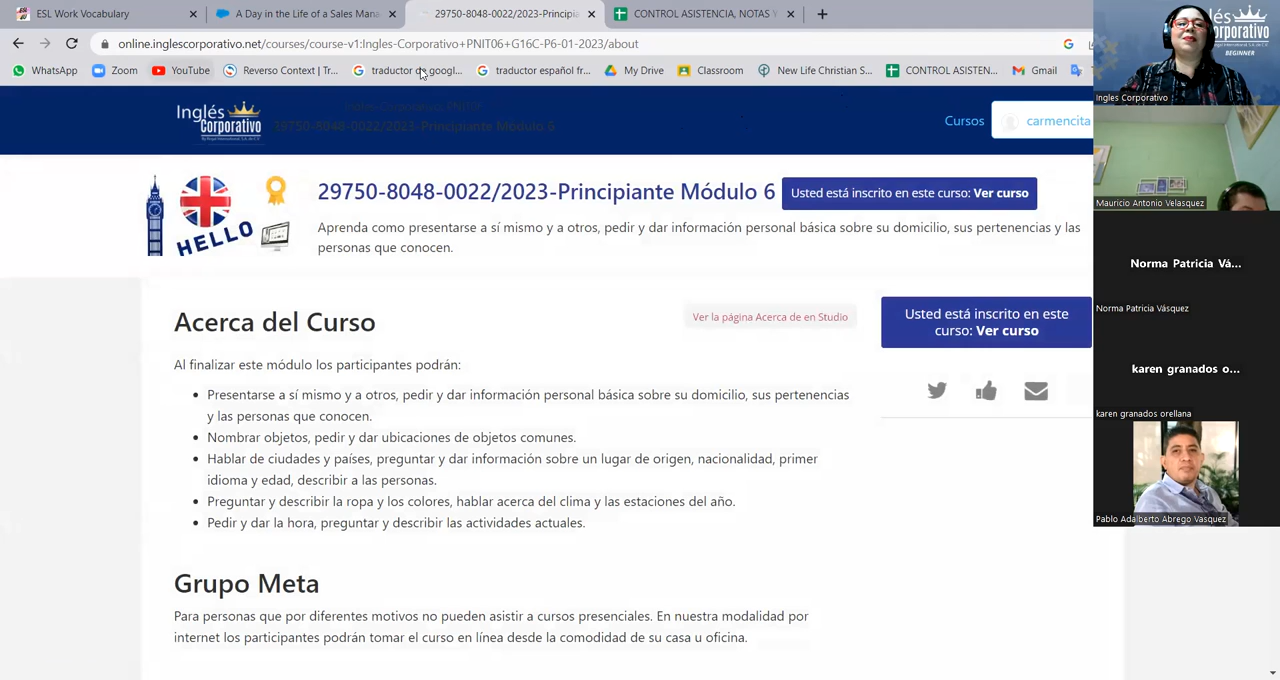 ESL Work Vocabulary
A Day in the Life of a Sales Mana
29750-8048-0022/2023-Principia
CONTROL ASISTENCIA, NOTAS Y
online.inglescorporativo.net/courses/course-v1:Ingles-Corporativo+PNIT06+G16C-P6-01-2023/about
WhatsApp
Zoom
YouTube
Reverso Context | Tr...
traductor de googl...
traductor español fr...
My Drive
Classroom
New Life Christian S...
CONTROL ASISTEN...
Gmail
Inglés
Corporativo
29750-8048-0022/2023-Principiante Módulo 6
Cursos
carmencita
HELLO
29750-8048-0022/2023-Principiante Módulo 6
Usted está inscrito en este curso: Ver curso
Aprenda como presentarse a sí mismo y a otros, pedir y dar información personal básica sobre su domicilio, sus pertenencias y las
personas que conocen.
Acerca del Curso
Ver la página Acerca de en Studio
Usted está inscrito en este
curso: Ver curso
Al finalizar este módulo los participantes podrán:
Presentarse a sí mismo y a otros, pedir y dar información personal básica sobre su domicilio, sus pertenencias
y las personas que conocen.
Nombrar objetos, pedir y dar ubicaciones de objetos comunes.
Hablar de ciudades y países, preguntar y dar información sobre un lugar de origen, nacionalidad, primer
idioma y edad, describir a las personas.
Preguntar y describir la ropa y los colores, hablar acerca del clima y las estaciones del año.
Pedir y dar la hora, preguntar y describir las actividades actuales.
Grupo Meta
Para personas que por diferentes motivos no pueden asistir a cursos presenciales. En nuestra modalidad por
internet los participantes podrán tomar el curso en línea desde la comodidad de su casa u oficina.
glés
orporativo
BEGINNER
Ingles Corporativo
Mauricio Antonio Velasquez
Norma Patricia Vá...
Norma Patricia Vásquez
karen granados o...
karen granados orellana
Pablo Adalberto Abrego Vasquez